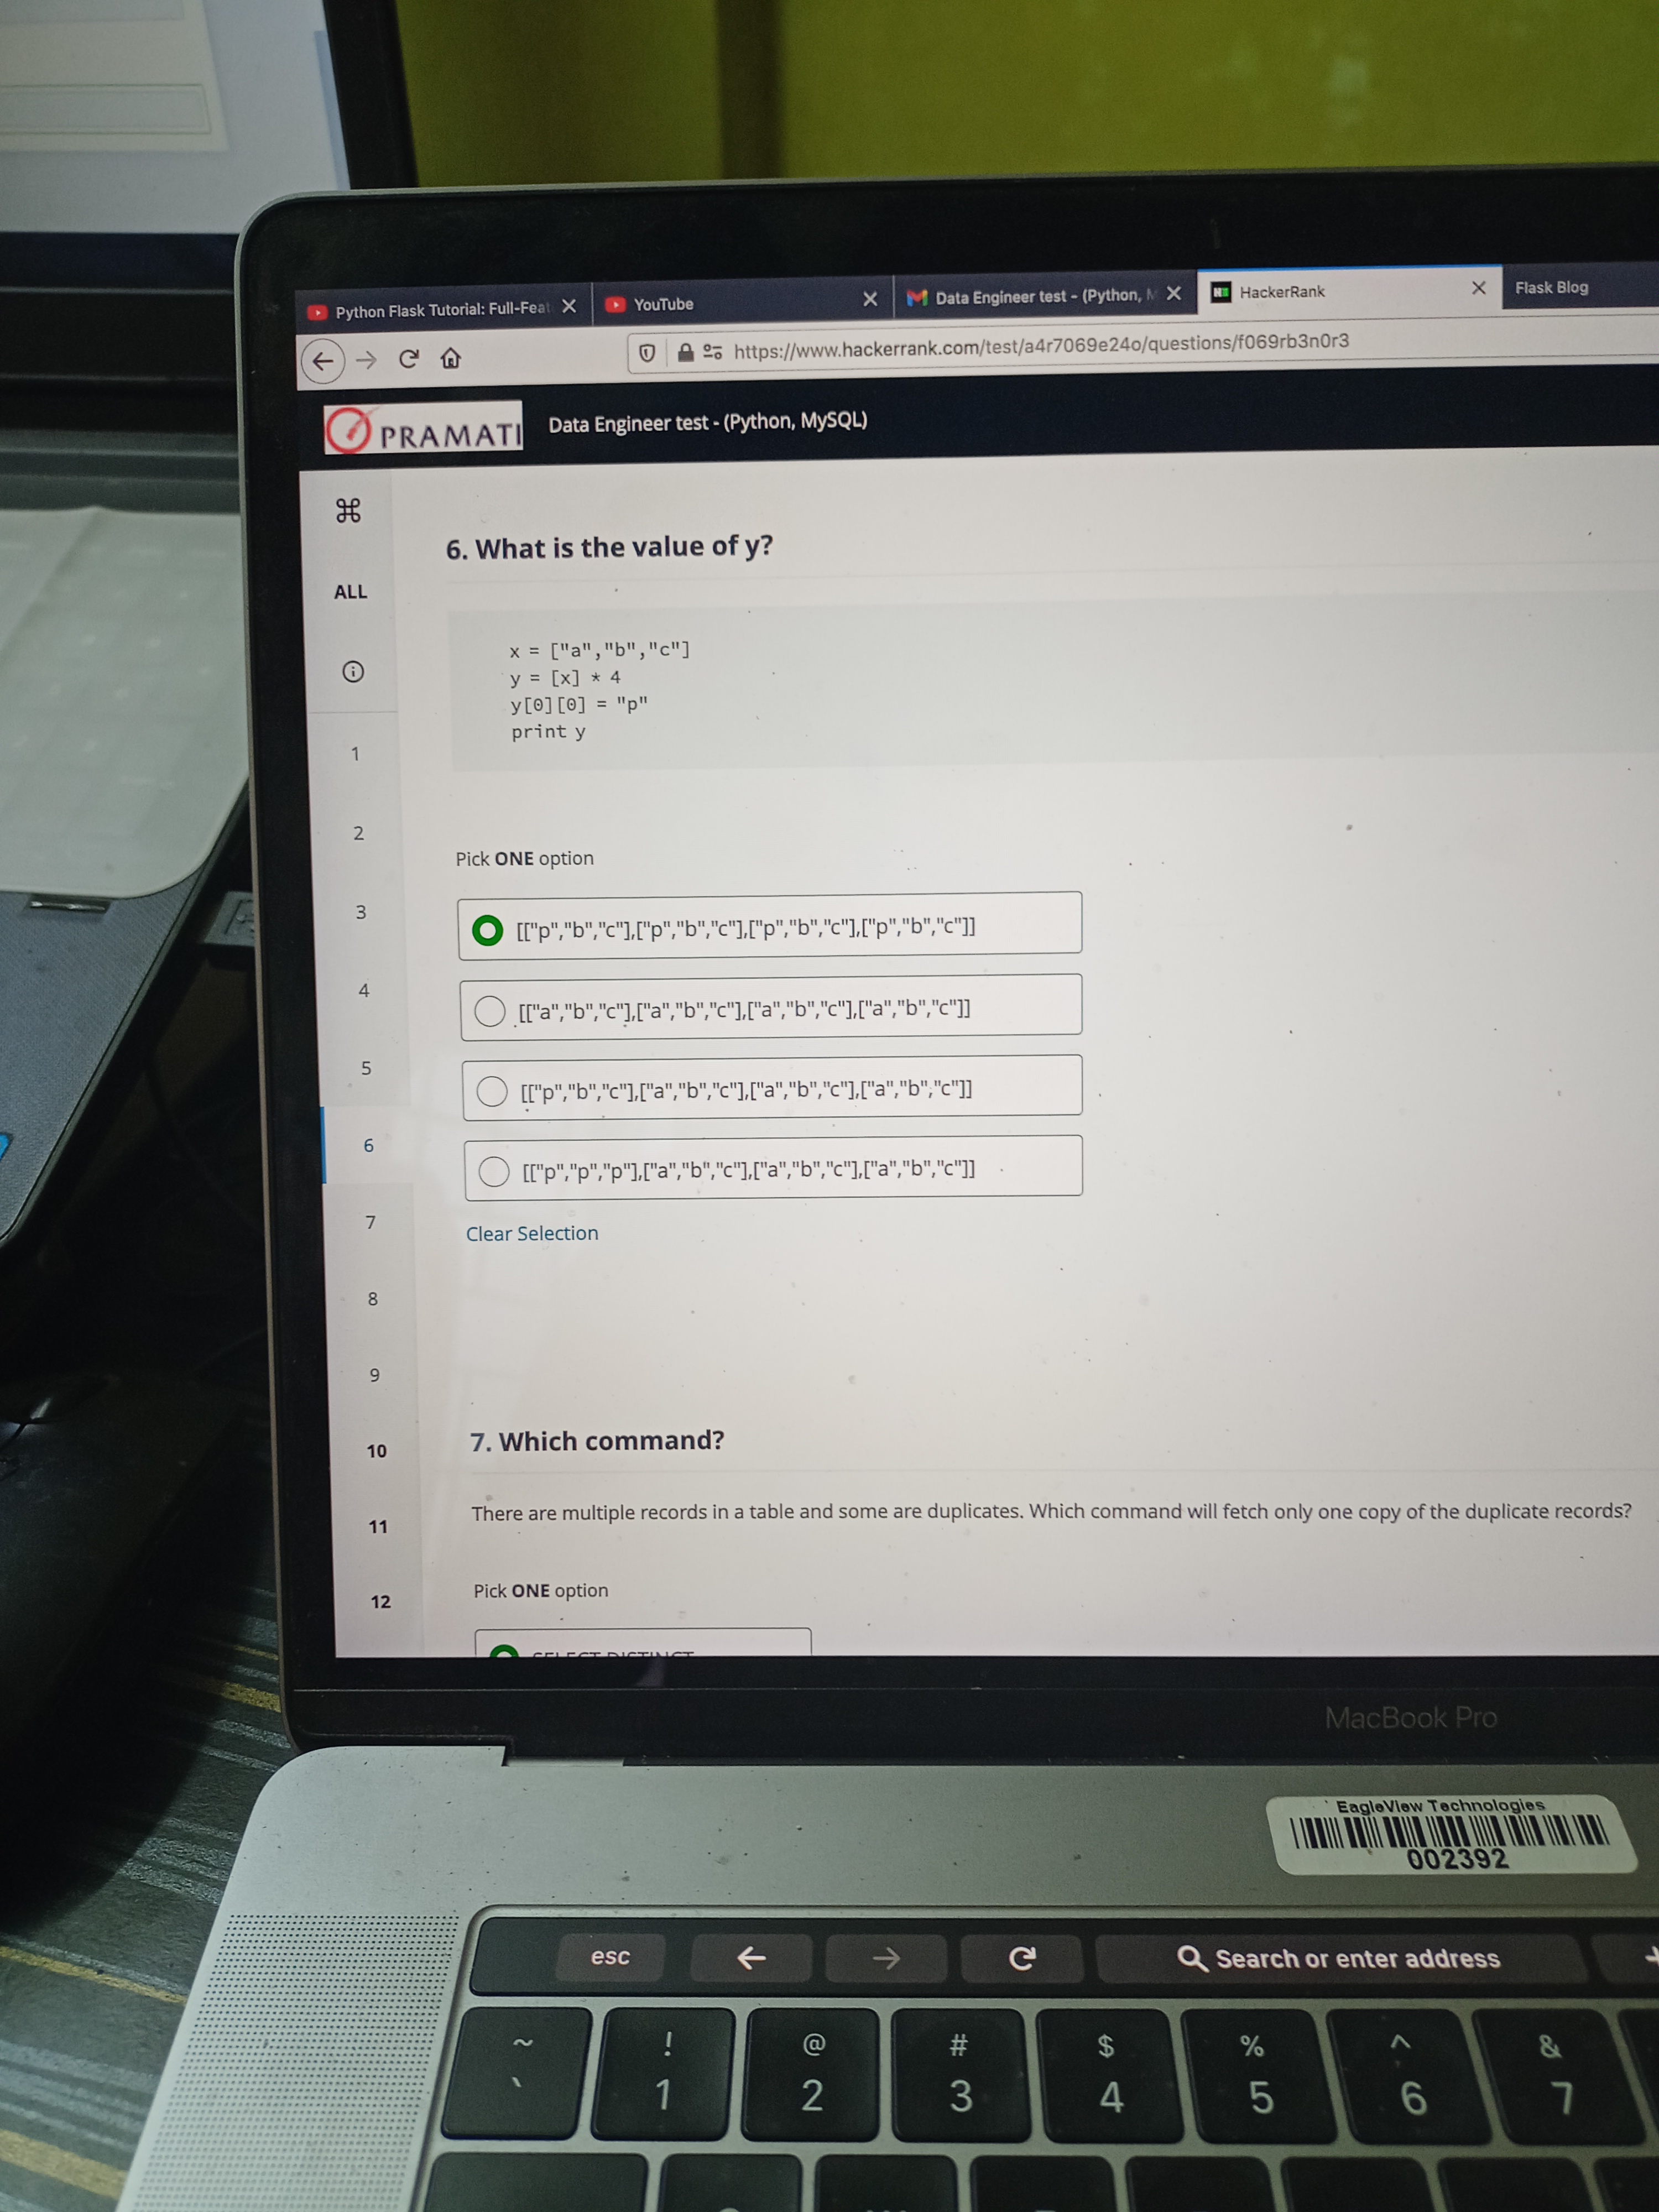 Python Flask Tutorial: Full-Feat
YouTube
Data Engineer test - (Python, M
HackerRank
Flask Blog
https://www.hackerrank.com/test/a4r7069e24o/questions/f069rb3n0r3
PRAMATI
Data Engineer test - (Python, MySQL)
ALL
1
2
3
4
5
6
7
8
9
10
11
12
6. What is the value of y?
x = ["a","b","c"]
y = [x] * 4
y[0][0] = "p"
print y
Pick ONE option
[["p","b","c"],["p","b","c"],["p","b","c"],["p","b","c"]]
[["a","b","c"],["a","b","c"],["a","b","c"],["a","b","c"]]
[["p","b","c"],["a","b","c"],["a","b","c"],["a","b","c"]]
[["p","p","p"],["a","b","c"],["a","b","c"],["a","b","c"]]
Clear Selection
7. Which command?
There are multiple records in a table and some are duplicates. Which command will fetch only one copy of the duplicate records?
Pick ONE option
SELECT DISTINCT
MacBook Pro
EagleView Technologies
002392
esc
Search or enter address
~ ! @ # $ % ^ &
` 1 2 3 4 5 6 7